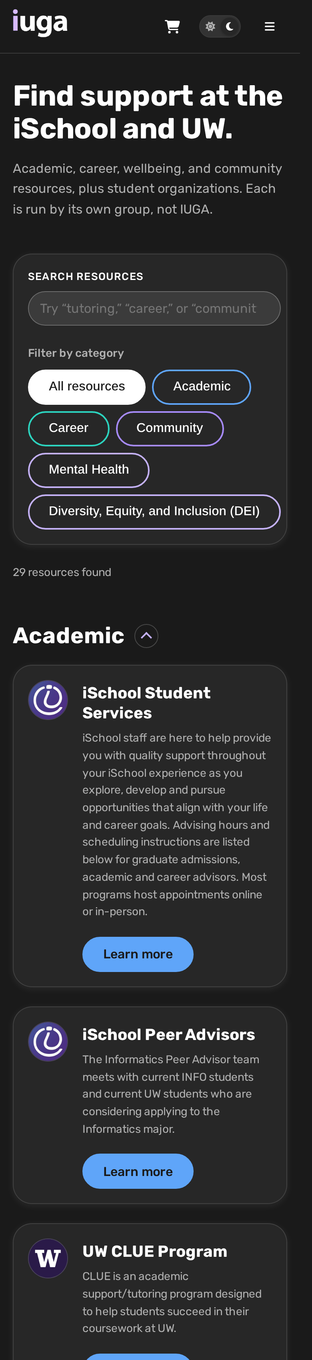 iuga
Find support at the
iSchool and UW.
Academic, career, wellbeing, and community
resources, plus student organizations. Each
is run by its own group, not IUGA.
SEARCH RESOURCES
Try “tutoring,” “career,” or “communit
Filter by category
All resources
Academic
Career
Community
Mental Health
Diversity, Equity, and Inclusion (DEI)
29 resources found
Academic
iSchool Student
Services
iSchool staff are here to help provide
you with quality support throughout
your iSchool experience as you
explore, develop and pursue
opportunities that align with your life
and career goals. Advising hours and
scheduling instructions are listed
below for graduate admissions,
academic and career advisors. Most
programs host appointments online
or in-person.
Learn more
iSchool Peer Advisors
The Informatics Peer Advisor team
meets with current INFO students
and current UW students who are
considering applying to the
Informatics major.
Learn more
W
UW CLUE Program
CLUE is an academic
support/tutoring program designed
to help students succeed in their
coursework at UW.